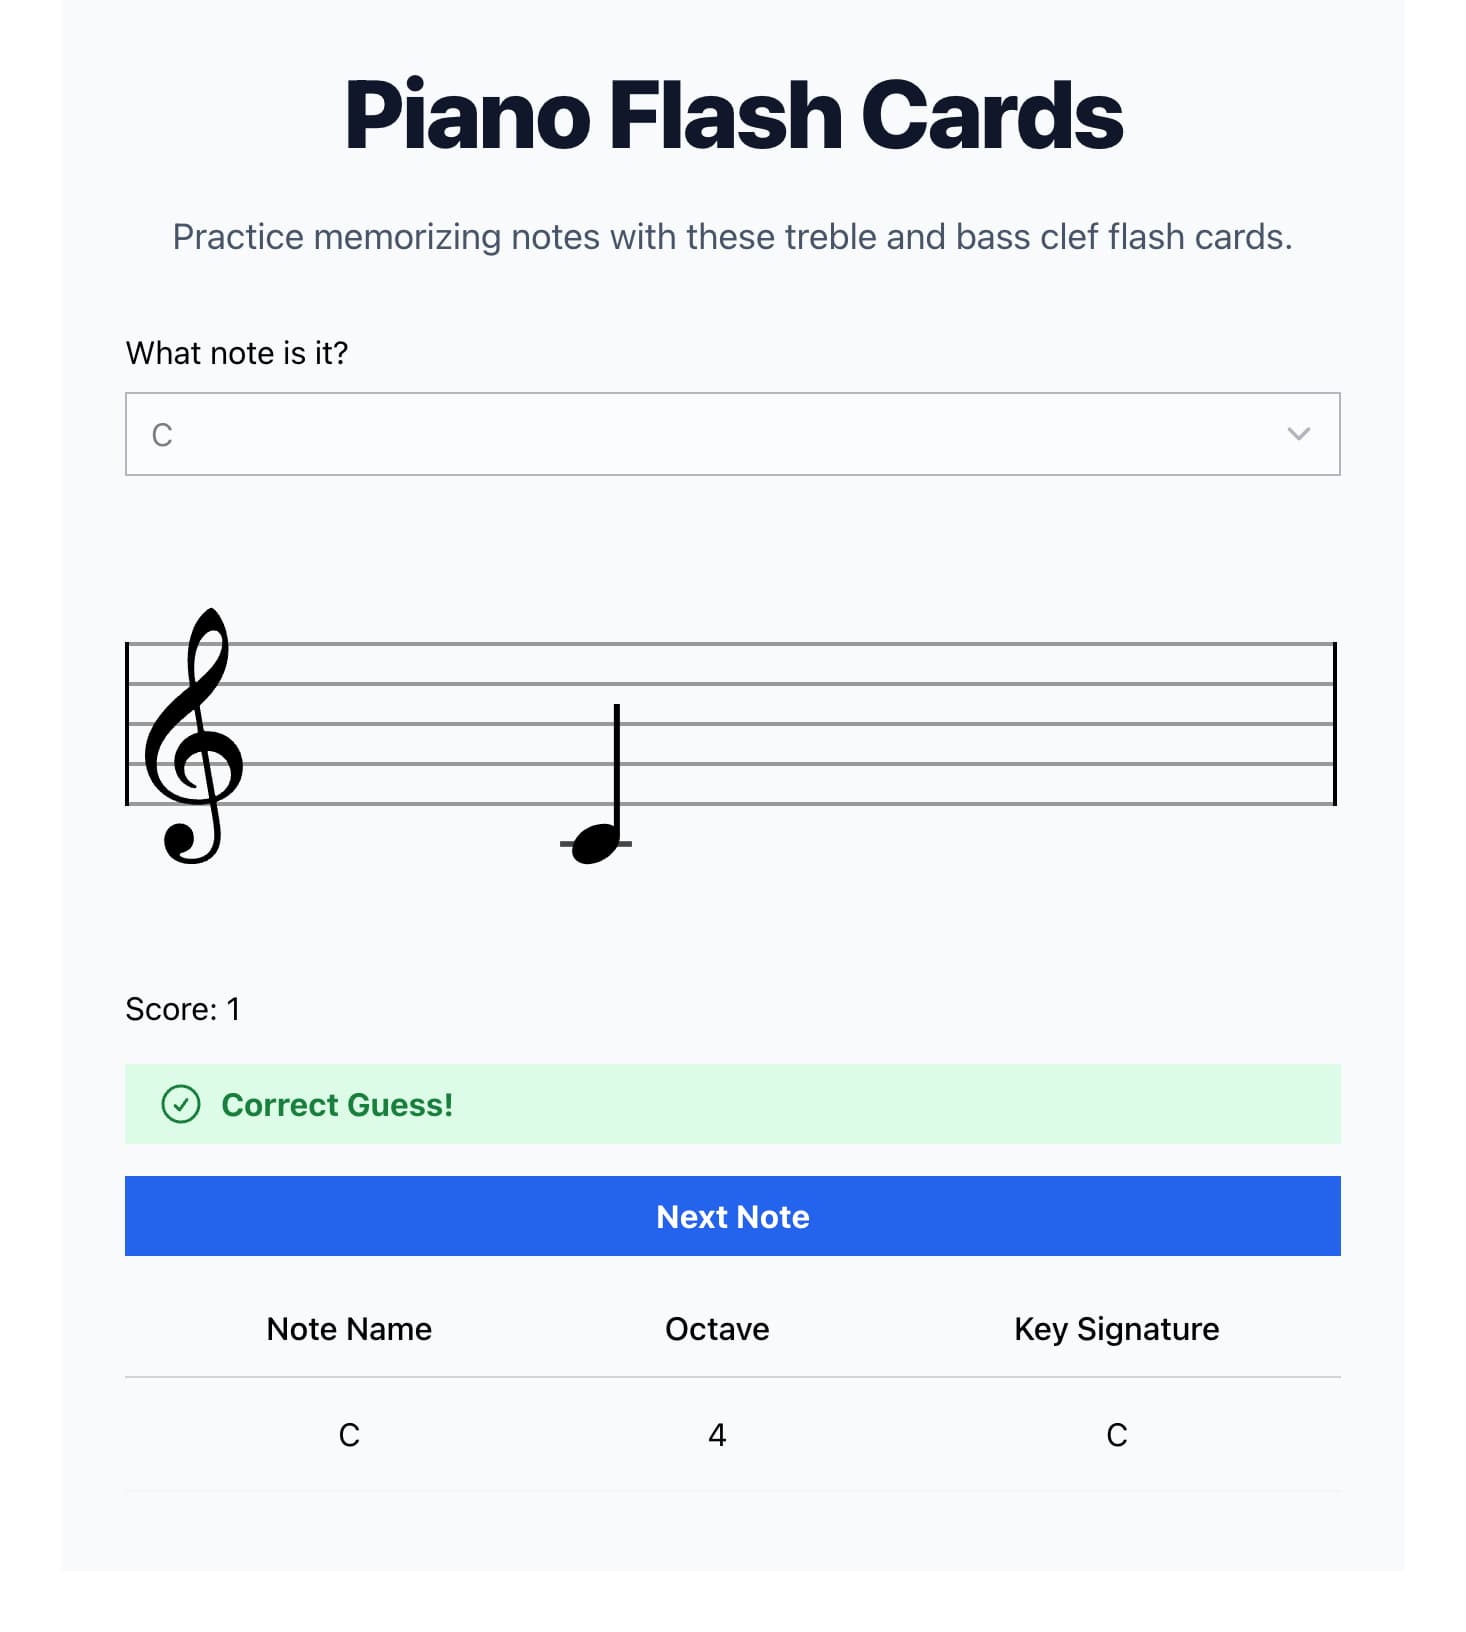 Piano Flash Cards
Practice memorizing notes with these treble and bass clef flash cards.
What note is it?
C
Score: 1
Correct Guess!
Next Note
Note Name Octave Key Signature
C 4 C